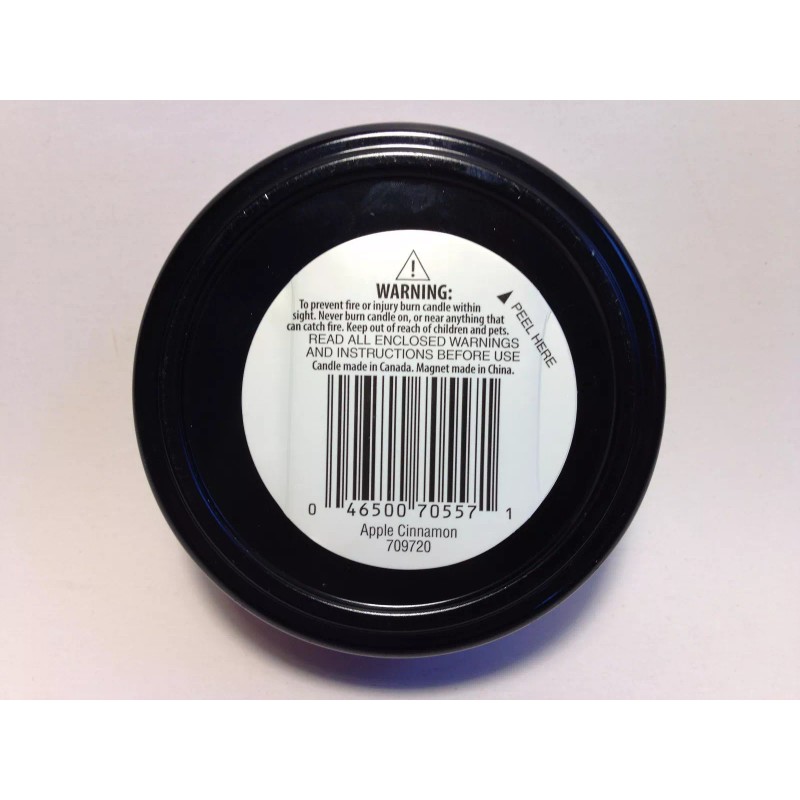 WARNING:
To prevent fire or injury burn candle within
sight. Never burn candle on, or near anything that
can catch fire. Keep out of reach of children and pets.
READ ALL ENCLOSED WARNINGS
AND INSTRUCTIONS BEFORE USE
Candle made in Canada. Magnet made in China.
PEEL HERE
0 46500 70557 1
Apple Cinnamon
709720